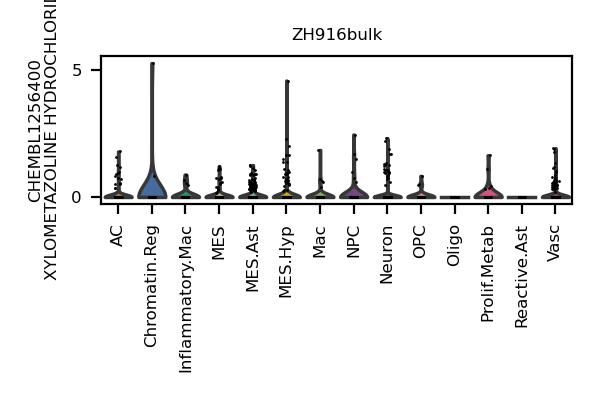 ZH916bulk
CHEMBL1256400
XYLOMETAZOLINE HYDROCHLORI
5
0
AC
Chromatin.Reg
Inflammatory.Mac
MES
MES.Ast
MES.Hyp
Mac
NPC
Neuron
OPC
Oligo
Prolif.Metab
Reactive.Ast
Vasc